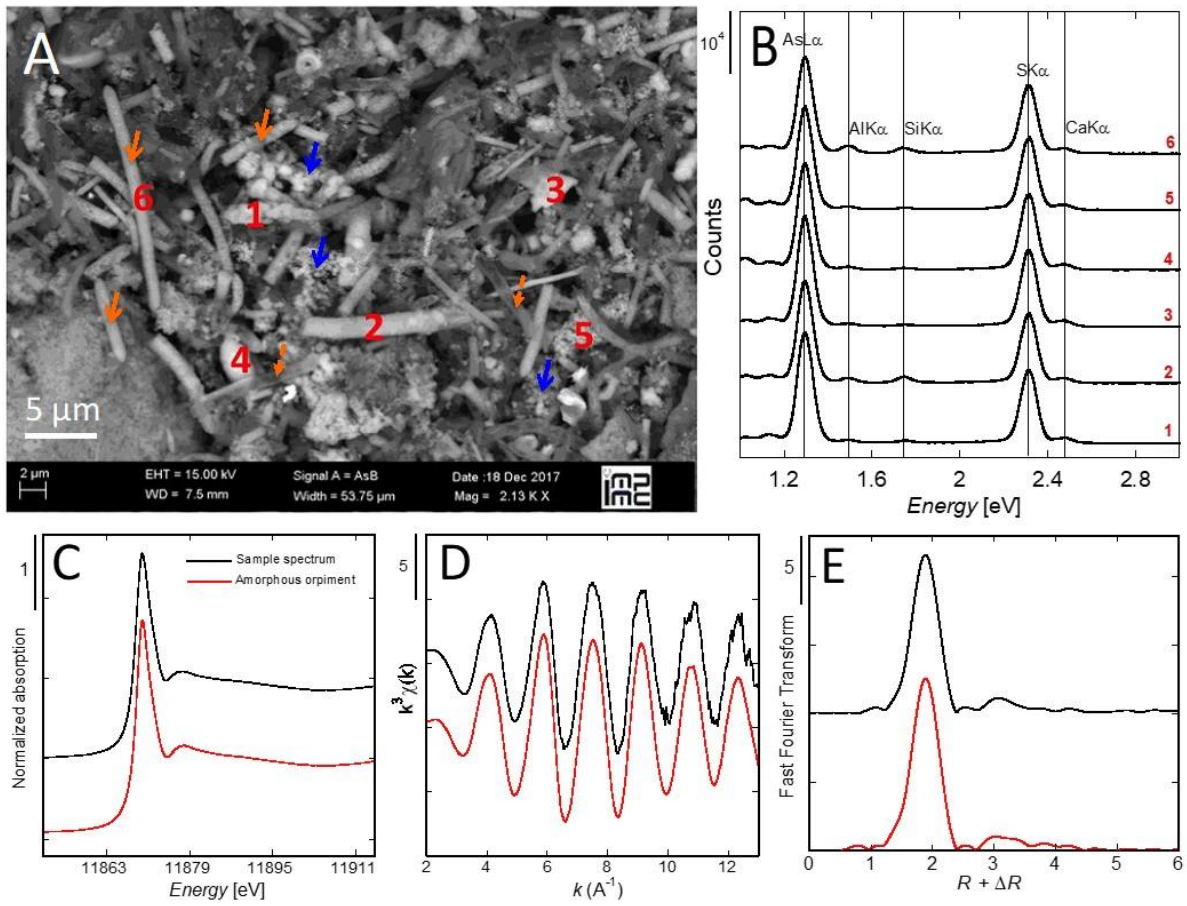 A
6
1
3
2
5
4
5 µm
2 µm
EHT = 15.00 kV
WD = 7.5 mm
Signal A = AsB
Width = 53.75 µm
Date :18 Dec 2017
Mag = 2.13 K X
impmc
B
10⁴
AsLα
AlKα
SiKα
SKα
CaKα
6
5
4
3
2
1
Counts
1.2 1.6 2 2.4 2.8
Energy [eV]
C
1
Sample spectrum
Amorphous orpiment
Normalized absorption
11863 11879 11895 11911
Energy [eV]
D
5
k³χ(k)
2 4 6 8 10 12
k (A⁻¹)
E
5
Fast Fourier Transform
0 1 2 3 4 5 6
R + ΔR